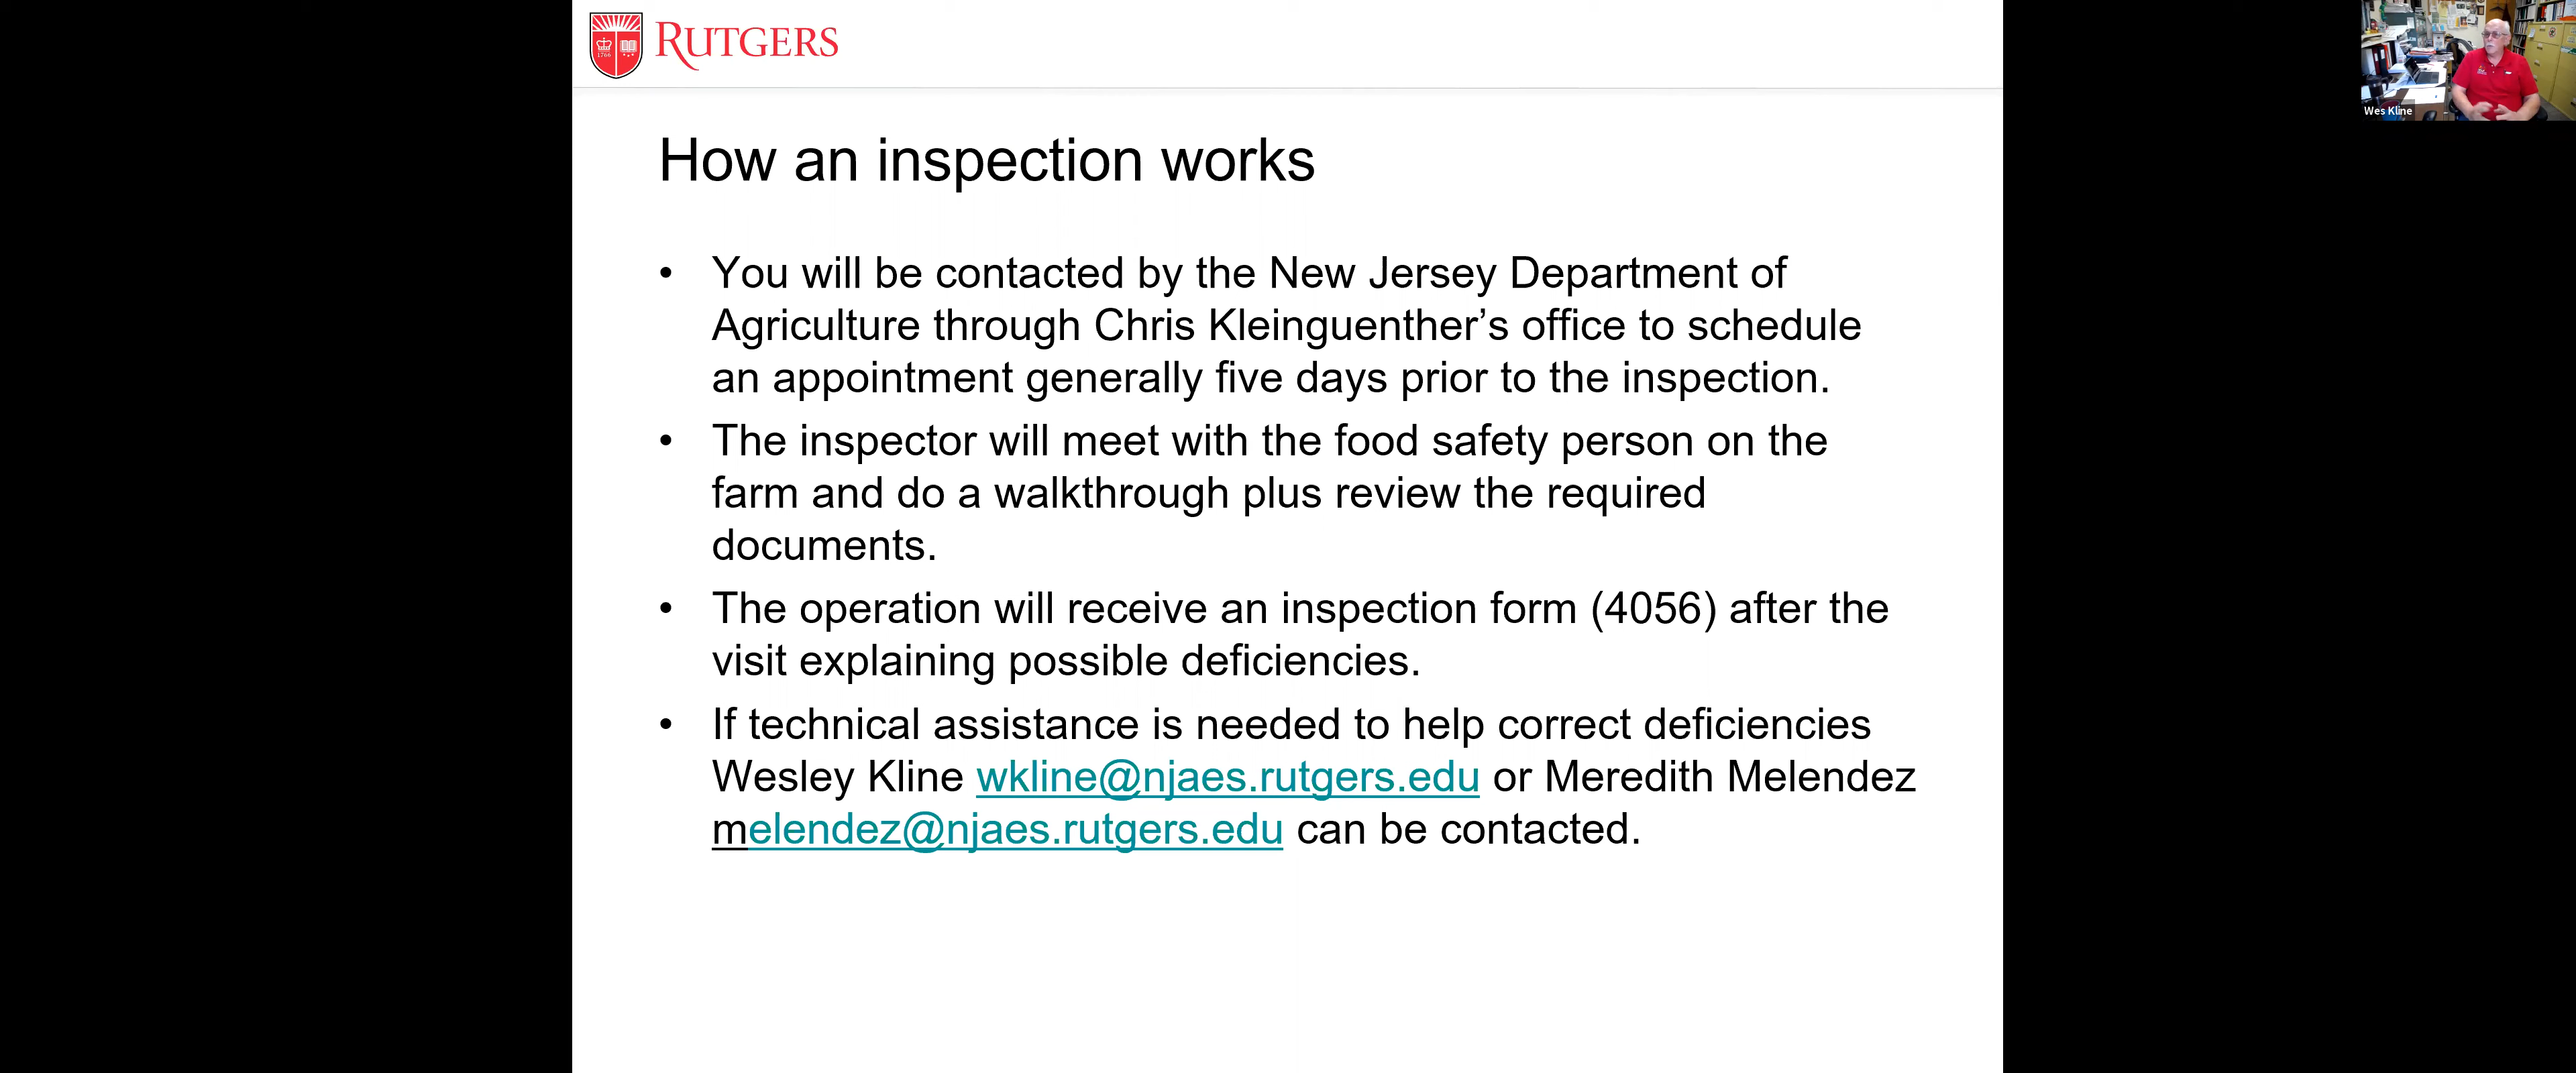 RUTGERS
1766
Wes Kline
How an inspection works
• You will be contacted by the New Jersey Department of
Agriculture through Chris Kleinguenther’s office to schedule
an appointment generally five days prior to the inspection.
• The inspector will meet with the food safety person on the
farm and do a walkthrough plus review the required
documents.
• The operation will receive an inspection form (4056) after the
visit explaining possible deficiencies.
• If technical assistance is needed to help correct deficiencies
Wesley Kline wkline@njaes.rutgers.edu or Meredith Melendez
melendez@njaes.rutgers.edu can be contacted.